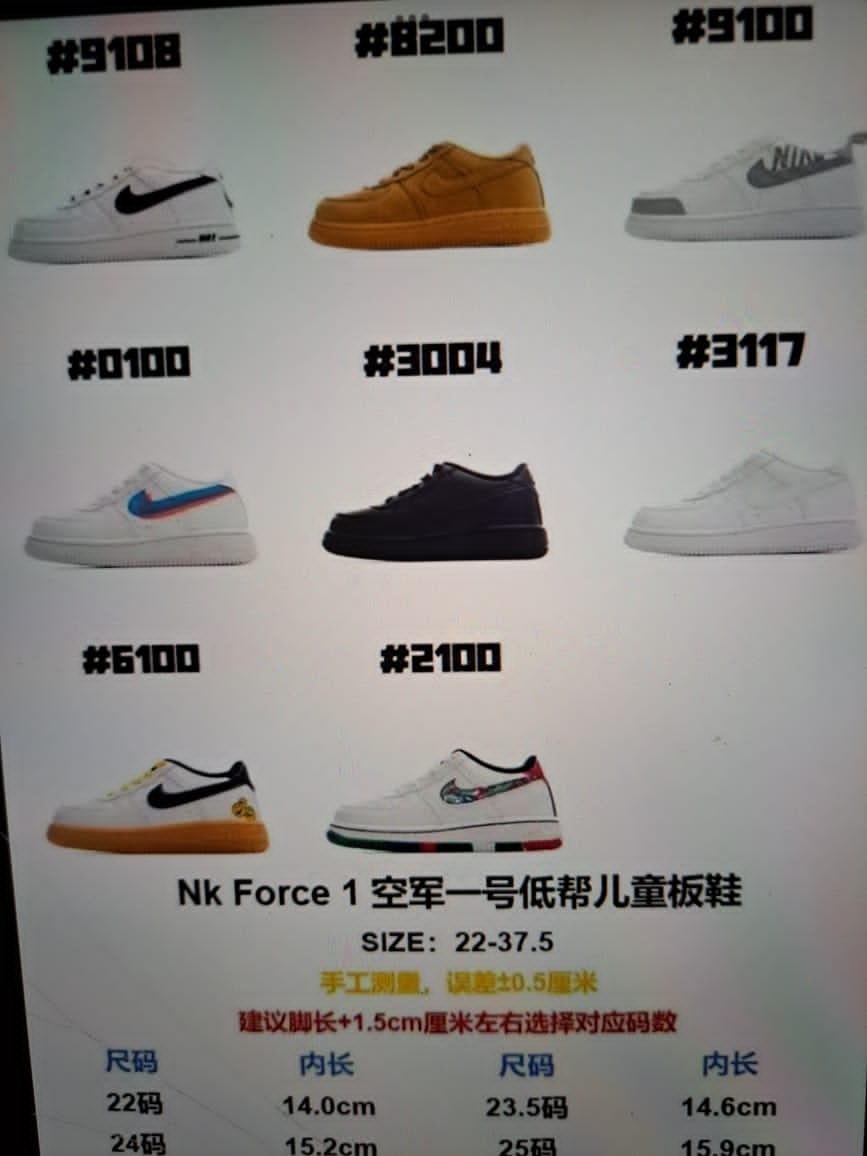 #9108 #8200 #9100
#0100 #3004 #3117
#6100 #2100
Nk Force 1 空军一号低帮儿童板鞋
SIZE：22-37.5
手工测量，误差±0.5厘米
建议脚长+1.5cm厘米左右选择对应码数
尺码 内长 尺码 内长
22码 14.0cm 23.5码 14.6cm
24码 15.2cm 25码 15.9cm